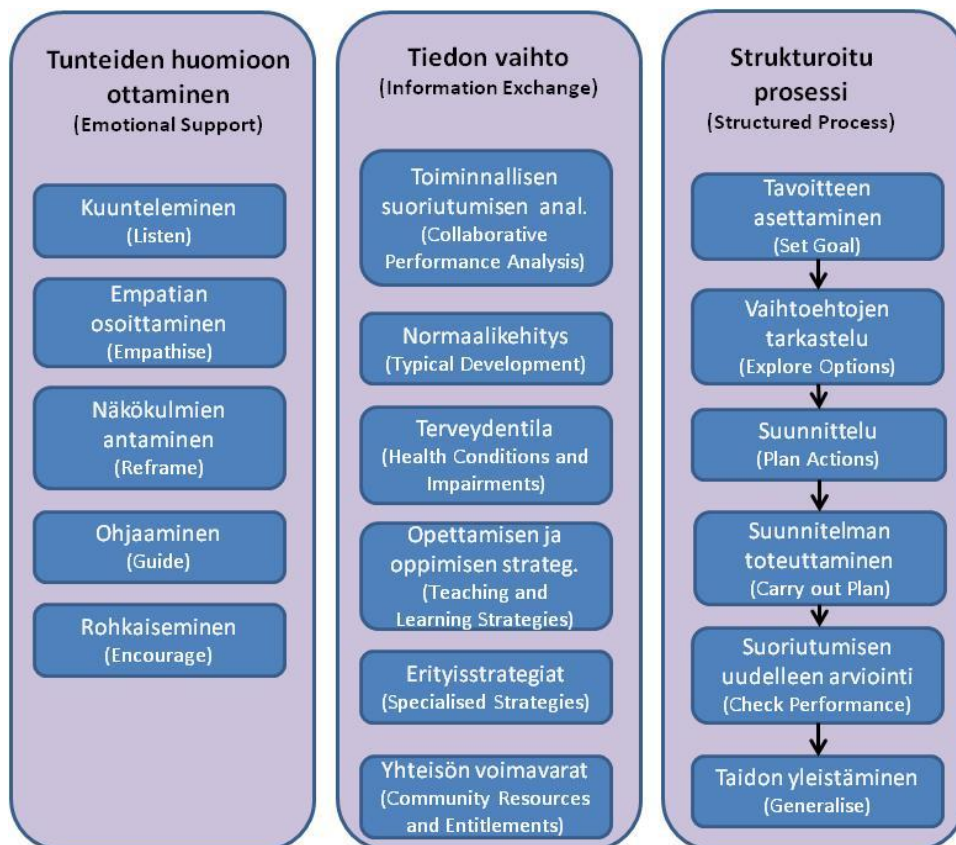 Tunteiden huomioon
ottaminen
(Emotional Support)
Kuunteleminen
(Listen)
Empatian
osoittaminen
(Empathise)
Näkökulmien
antaminen
(Reframe)
Ohjaaminen
(Guide)
Rohkaiseminen
(Encourage)
Tiedon vaihto
(Information Exchange)
Toiminnallisen
suoriutumisen anal.
(Collaborative
Performance Analysis)
Normaalikehitys
(Typical Development)
Terveydentila
(Health Conditions and
Impairments)
Opettamisen ja
oppimisen strateg.
(Teaching and
Learning Strategies)
Erityisstrategiat
(Specialised Strategies)
Yhteisön voimavarat
(Community Resources
and Entitlements)
Strukturoitu
prosessi
(Structured Process)
Tavoitteen
asettaminen
(Set Goal)
Vaihtoehtojen
tarkastelu
(Explore Options)
Suunnittelu
(Plan Actions)
Suunnitelman
toteuttaminen
(Carry out Plan)
Suoriutumisen
uudelleen arviointi
(Check Performance)
Taidon yleistäminen
(Generalise)